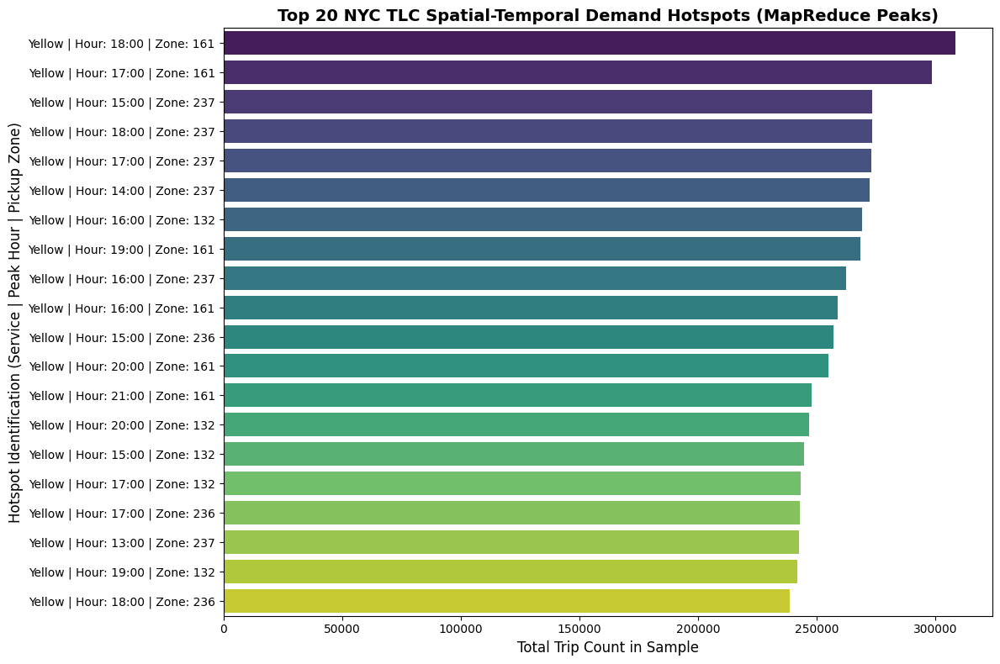 Top 20 NYC TLC Spatial-Temporal Demand Hotspots (MapReduce Peaks)
Hotspot Identification (Service | Peak Hour | Pickup Zone)
Yellow | Hour: 18:00 | Zone: 161
Yellow | Hour: 17:00 | Zone: 161
Yellow | Hour: 15:00 | Zone: 237
Yellow | Hour: 18:00 | Zone: 237
Yellow | Hour: 17:00 | Zone: 237
Yellow | Hour: 14:00 | Zone: 237
Yellow | Hour: 16:00 | Zone: 132
Yellow | Hour: 19:00 | Zone: 161
Yellow | Hour: 16:00 | Zone: 237
Yellow | Hour: 16:00 | Zone: 161
Yellow | Hour: 15:00 | Zone: 236
Yellow | Hour: 20:00 | Zone: 161
Yellow | Hour: 21:00 | Zone: 161
Yellow | Hour: 20:00 | Zone: 132
Yellow | Hour: 15:00 | Zone: 132
Yellow | Hour: 17:00 | Zone: 132
Yellow | Hour: 17:00 | Zone: 236
Yellow | Hour: 13:00 | Zone: 237
Yellow | Hour: 19:00 | Zone: 132
Yellow | Hour: 18:00 | Zone: 236
0 50000 100000 150000 200000 250000 300000
Total Trip Count in Sample